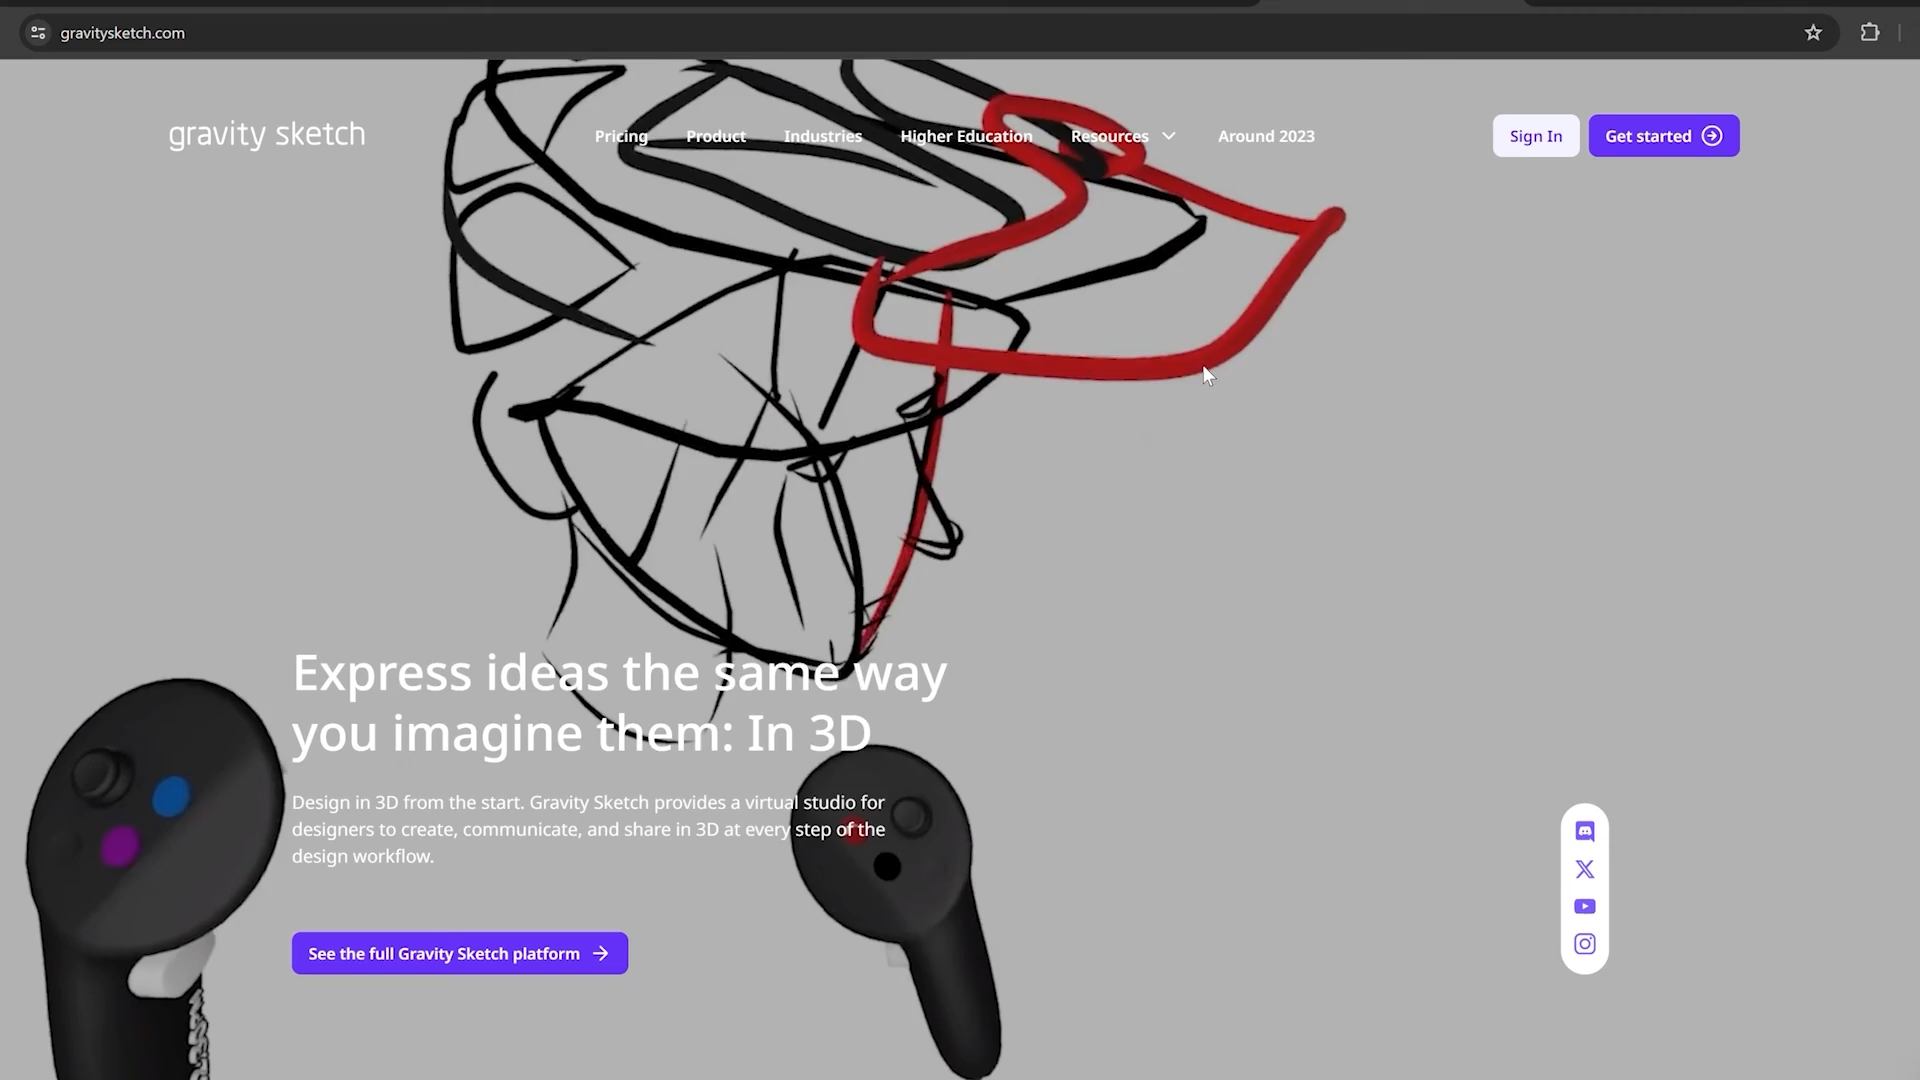 gravitysketch.com
gravity sketch
Pricing
Product
Industries
Higher Education
Resources
Around 2023
Sign In
Get started
Express ideas the same way
you imagine them: In 3D
Design in 3D from the start. Gravity Sketch provides a virtual studio for
designers to create, communicate, and share in 3D at every step of the
design workflow.
See the full Gravity Sketch platform